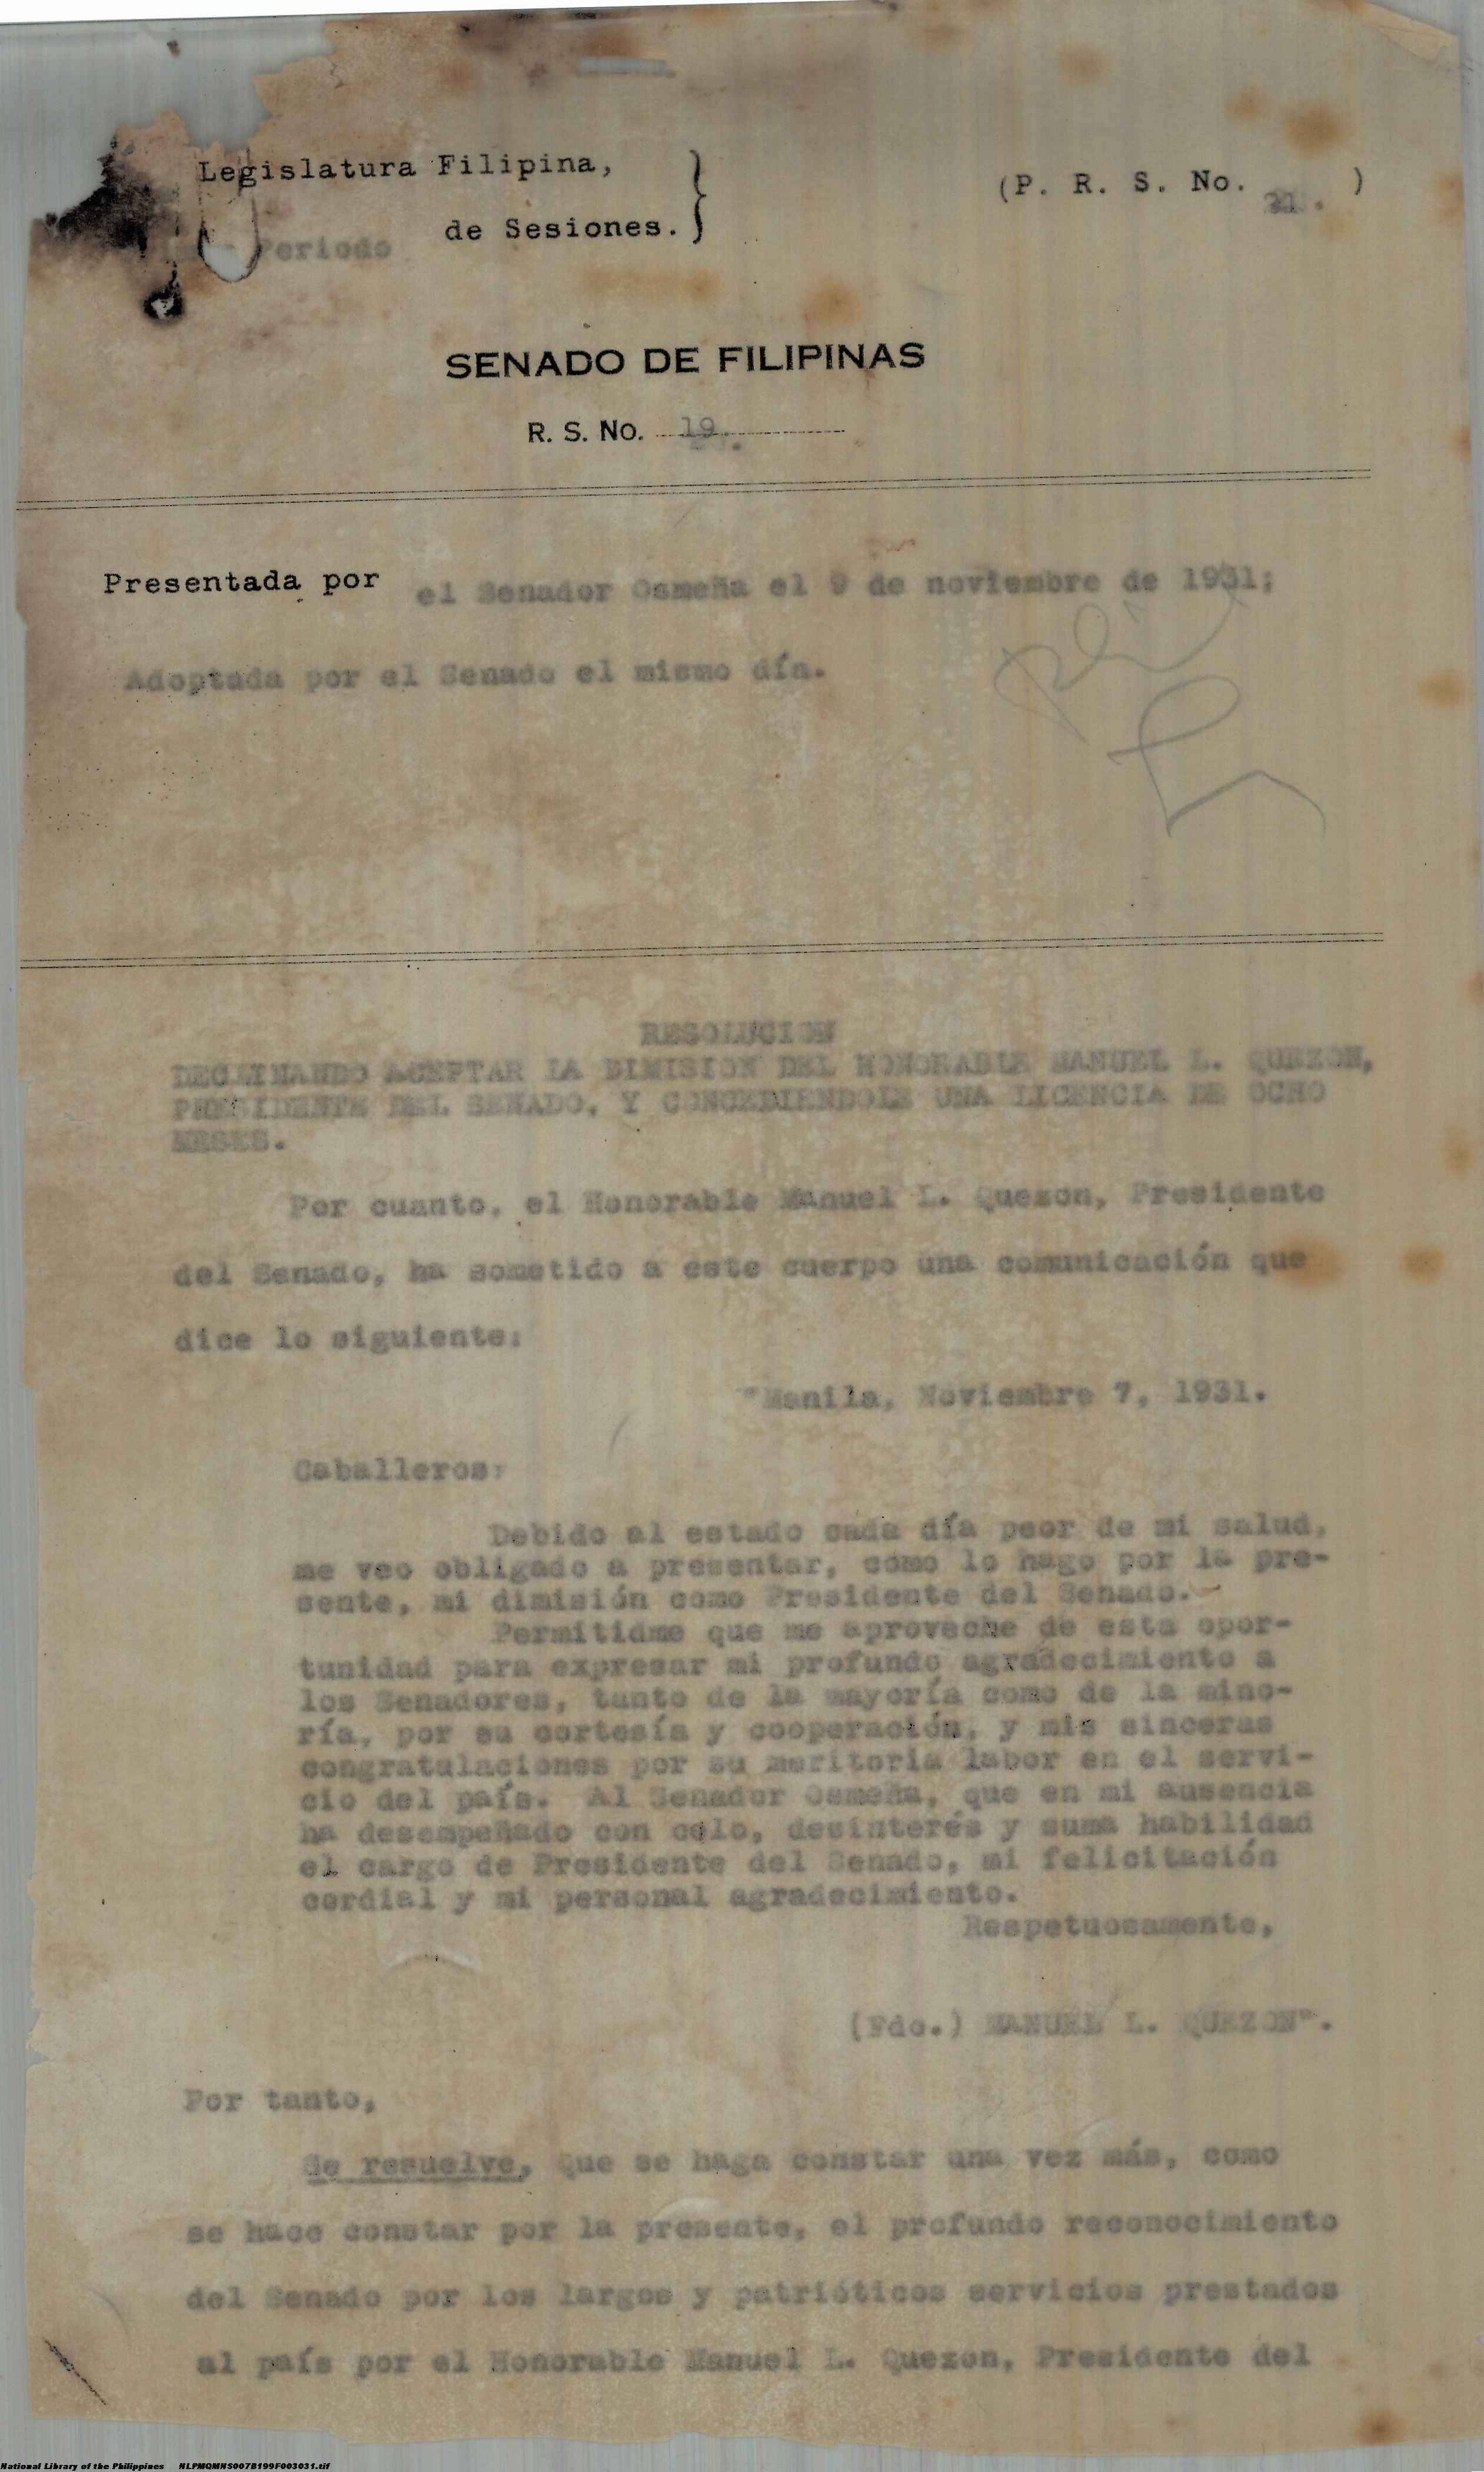 Legislatura Filipina,
Periodo de Sesiones.
(P. R. S. No. 21. )
SENADO DE FILIPINAS
R. S. No. 19.
Presentada por el Senador Osmeña el 9 de noviembre de 1931;
Adoptada por el Senado el mismo día.
RESOLUCION
DECLINANDO ACEPTAR LA DIMISION DEL HONORABLE MANUEL L. QUEZON,
PRESIDENTE DEL SENADO, Y CONCEDIENDOLE UNA LICENCIA DE OCHO
MESES.
Por cuanto, el Honorable MAnuel L. Quezon, Presidente
del Senado, ha sometido a este cuerpo una comunicación que
dice lo siguiente:
"Manila, Noviembre 7, 1931.
Caballeros:
Debido al estado cada día peor de mi salud,
me veo obligado a presentar, como lo hago por la pre-
sente, mi dimisión como Presidente del Senado.
Permitidme que me aproveche de esta opor-
tunidad para expresar mi profundo agradecimiento a
los Senadores, tanto de la mayoría como de la mino-
ría, por su cortesía y cooperación, y mis sinceras
congratulaciones por su meritoria labor en el servi-
cio del país. Al Senador Osmeña, que en mi ausencia
ha desempeñado con celo, desinterés y suma habilidad
el cargo de Presidente del Senado, mi felicitación
cordial y mi personal agradecimiento.
Respetuosamente,
(Fdo.) MANUEL L. QUEZON".
Por tanto,
Se resuelve, Que se haga constar una vez más, como
se hace constar por la presente, el profundo reconocimiento
del Senado por los largos y patrióticos servicios prestados
al país por el Honorable Manuel L. Quezon, Presidente del
National Library of the Philippines NLPMQMNS007B199F003031.tif